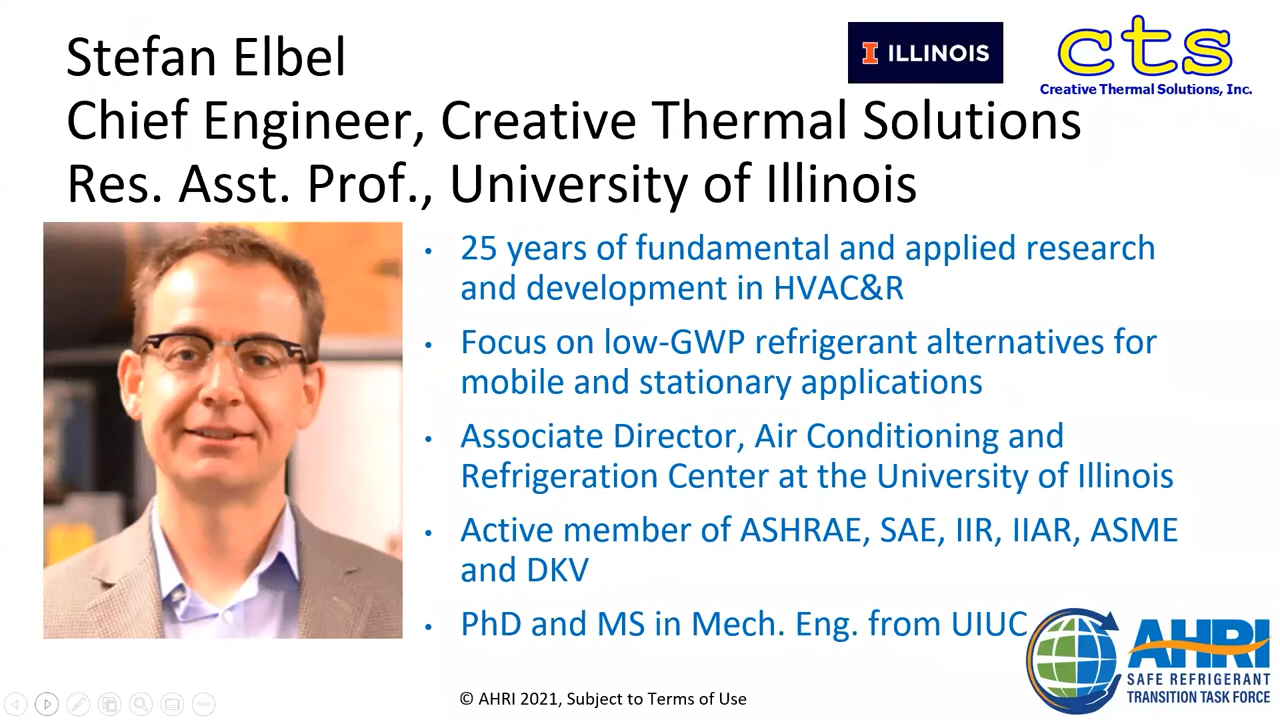 Stefan Elbel
Chief Engineer, Creative Thermal Solutions
Res. Asst. Prof., University of Illinois
I ILLINOIS
cts
Creative Thermal Solutions, Inc.
• 25 years of fundamental and applied research
and development in HVAC&R
• Focus on low-GWP refrigerant alternatives for
mobile and stationary applications
• Associate Director, Air Conditioning and
Refrigeration Center at the University of Illinois
• Active member of ASHRAE, SAE, IIR, IIAR, ASME
and DKV
• PhD and MS in Mech. Eng. from UIUC
AHRI
SAFE REFRIGERANT
TRANSITION TASK FORCE
© AHRI 2021, Subject to Terms of Use